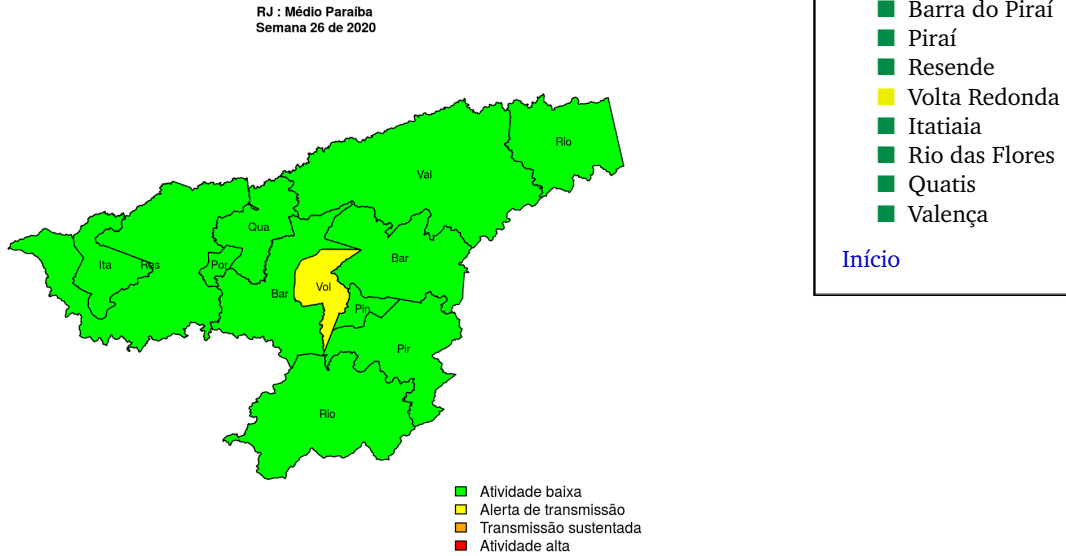 RJ : Médio Paraíba
Semana 26 de 2020
Rio
Val
Qua
Ita
Res
Por
Bar
Bar
Vol
Pin
Pir
Rio
Atividade baixa
Alerta de transmissão
Transmissão sustentada
Atividade alta
Barra do Piraí
Piraí
Resende
Volta Redonda
Itatiaia
Rio das Flores
Quatis
Valença
Início